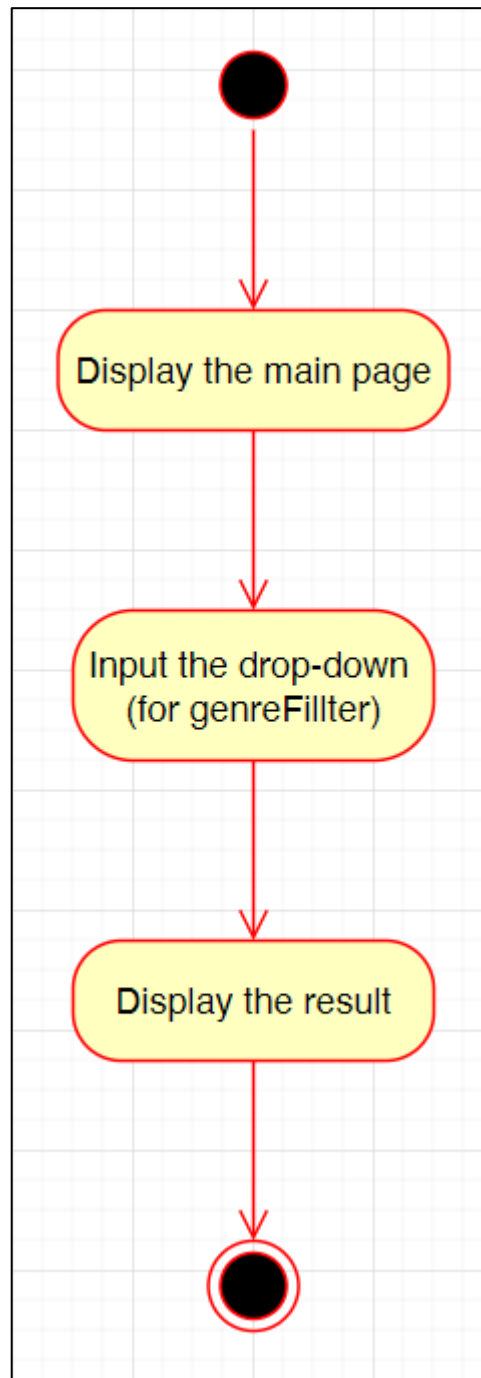 Display the main page
Input the drop-down
(for genreFillter)
Display the result